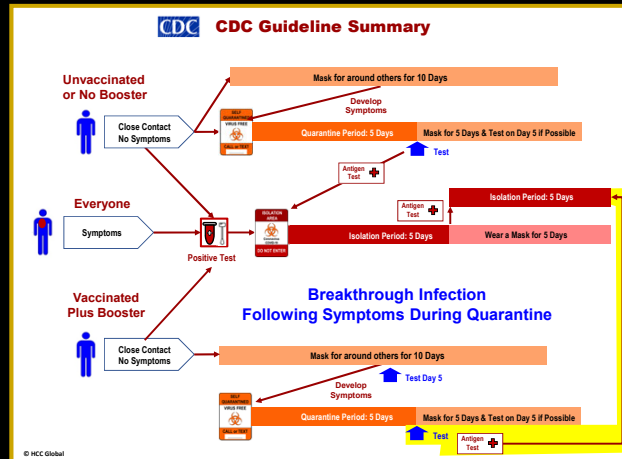 CDC CDC Guideline Summary
Unvaccinated
or No Booster
Mask for around others for 10 Days
Develop
Symptoms
Close Contact
No Symptoms
SELF
QUARANTINED
VIRUS FREE
CALL or TEXT
Quarantine Period: 5 Days
Mask for 5 Days & Test on Day 5 if Possible
Test
Antigen
Test
Isolation Period: 5 Days
Everyone
Symptoms
Positive Test
ISOLATION
AREA
DO NOT ENTER
Antigen
Test
Isolation Period: 5 Days
Wear a Mask for 5 Days
Vaccinated
Plus Booster
Breakthrough Infection
Following Symptoms During Quarantine
Close Contact
No Symptoms
Mask for around others for 10 Days
Test Day 5
Develop
Symptoms
SELF
QUARANTINED
VIRUS FREE
CALL or TEXT
Quarantine Period: 5 Days
Mask for 5 Days & Test on Day 5 if Possible
Test
Antigen
Test
© HCC Global